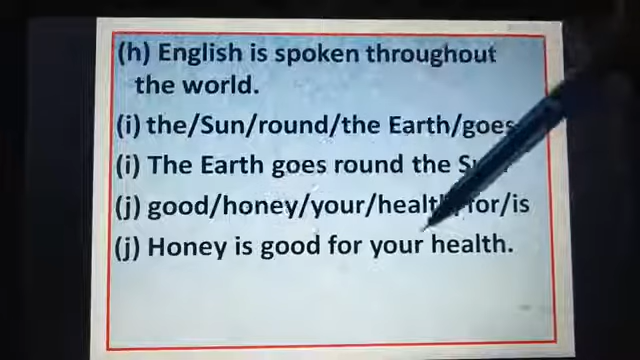 (h) English is spoken throughout
the world.
(i) the/Sun/round/the Earth/goes
(i) The Earth goes round the
(j) good/honey/your/health/for/is
(j) Honey is good for your health.